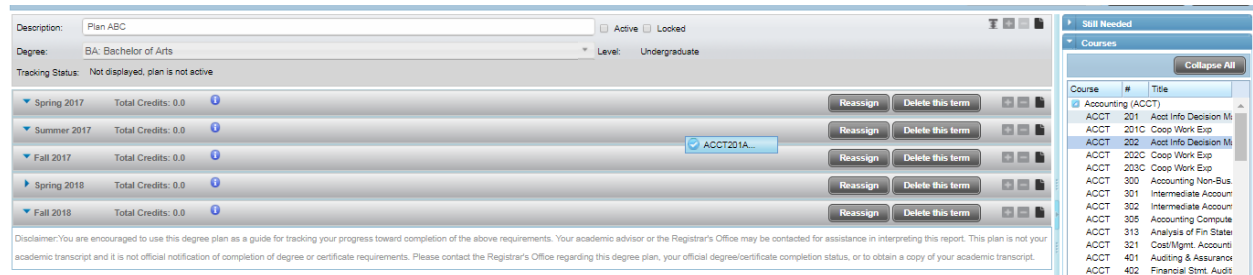 Description: Plan ABC Active Locked
Degree: BA: Bachelor of Arts Level: Undergraduate
Tracking Status: Not displayed, plan is not active
Spring 2017 Total Credits: 0.0 Reassign Delete this term
Summer 2017 Total Credits: 0.0 Reassign Delete this term
ACCT201A...
Fall 2017 Total Credits: 0.0 Reassign Delete this term
Spring 2018 Total Credits: 0.0 Reassign Delete this term
Fall 2018 Total Credits: 0.0 Reassign Delete this term
Disclaimer:You are encouraged to use this degree plan as a guide for tracking your progress toward completion of the above requirements. Your academic advisor or the Registrar's Office may be contacted for assistance in interpreting this report. This plan is not your
academic transcript and it is not official notification of completion of degree or certificate requirements. Please contact the Registrar's Office regarding this degree plan, your official degree/certificate completion status, or to obtain a copy of your academic transcript.
Still Needed
Courses
Collapse All
Course # Title
Accounting (ACCT)
ACCT 201 Acct Info Decision Ma
ACCT 201C Coop Work Exp
ACCT 202 Acct Info Decision Ma
ACCT 202C Coop Work Exp
ACCT 203C Coop Work Exp
ACCT 300 Accounting Non-Bus.
ACCT 301 Intermediate Account
ACCT 302 Intermediate Account
ACCT 305 Accounting Compute
ACCT 313 Analysis of Fin State
ACCT 321 Cost/Mgmt. Accounti
ACCT 401 Auditing & Assurance
ACCT 402 Financial Stmt. Audit